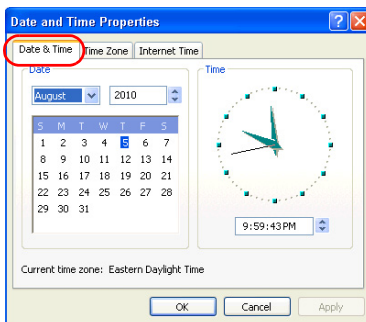 Date and Time Properties
Date & Time Time Zone Internet Time
Date Time
August 2010
S M T W T F S
1 2 3 4 5 6 7
8 9 10 11 12 13 14
15 16 17 18 19 20 21
22 23 24 25 26 27 28
29 30 31
9:59:43 PM
Current time zone: Eastern Daylight Time
OK Cancel Apply